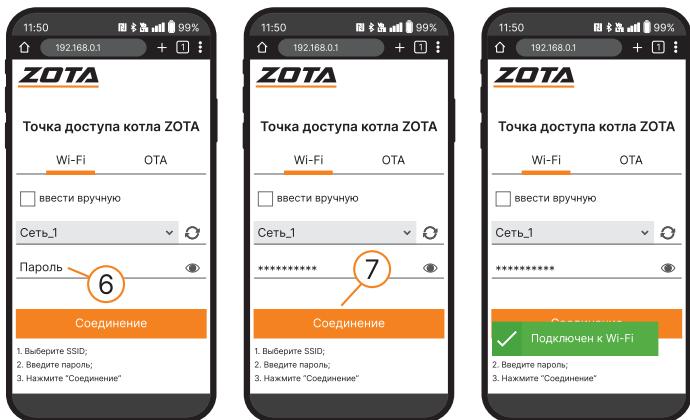 11:50 99%
192.168.0.1 1
ZOTA
Точка доступа котла ZOTA
Wi-Fi OTA
ввести вручную
Сеть_1
Пароль
6
Соединение
1. Выберите SSID;
2. Введите пароль;
3. Нажмите "Соединение"
11:50 99%
192.168.0.1 1
ZOTA
Точка доступа котла ZOTA
Wi-Fi OTA
ввести вручную
Сеть_1
**********
7
Соединение
1. Выберите SSID;
2. Введите пароль;
3. Нажмите "Соединение"
11:50 99%
192.168.0.1 1
ZOTA
Точка доступа котла ZOTA
Wi-Fi OTA
ввести вручную
Сеть_1
**********
Соединение
Подключен к Wi-Fi
2. Введите пароль;
3. Нажмите "Соединение"